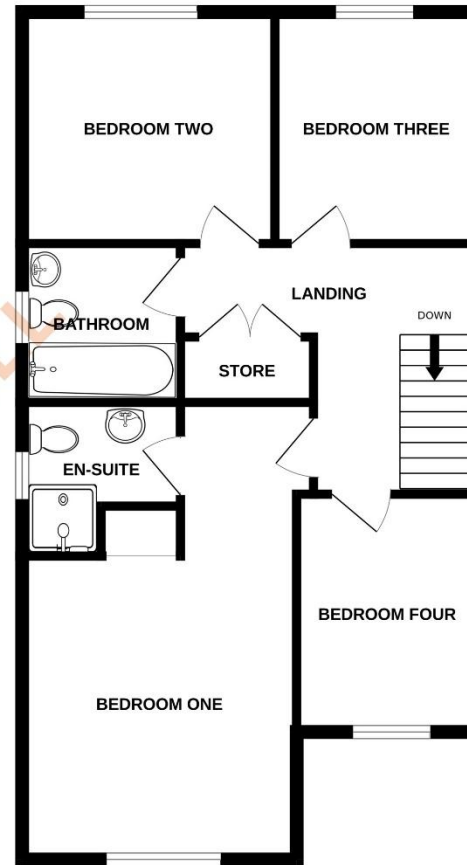 BEDROOM TWO
BEDROOM THREE
LANDING
BATHROOM
DOWN
STORE
EN-SUITE
BEDROOM FOUR
BEDROOM ONE